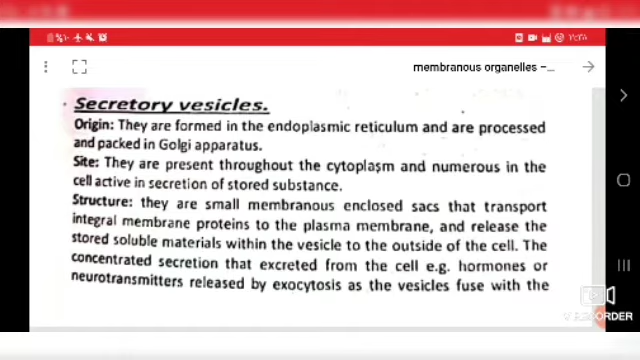 membranous organelles –...
Secretory vesicles.
Origin: They are formed in the endoplasmic reticulum and are processed
and packed in Golgi apparatus.
Site: They are present throughout the cytoplasm and numerous in the
cell active in secretion of stored substance.
Structure: they are small membranous enclosed sacs that transport
integral membrane proteins to the plasma membrane, and release the
stored soluble materials within the vesicle to the outside of the cell. The
concentrated secretion that excreted from the cell e.g. hormones or
neurotransmitters released by exocytosis as the vesicles fuse with the
RECORDER